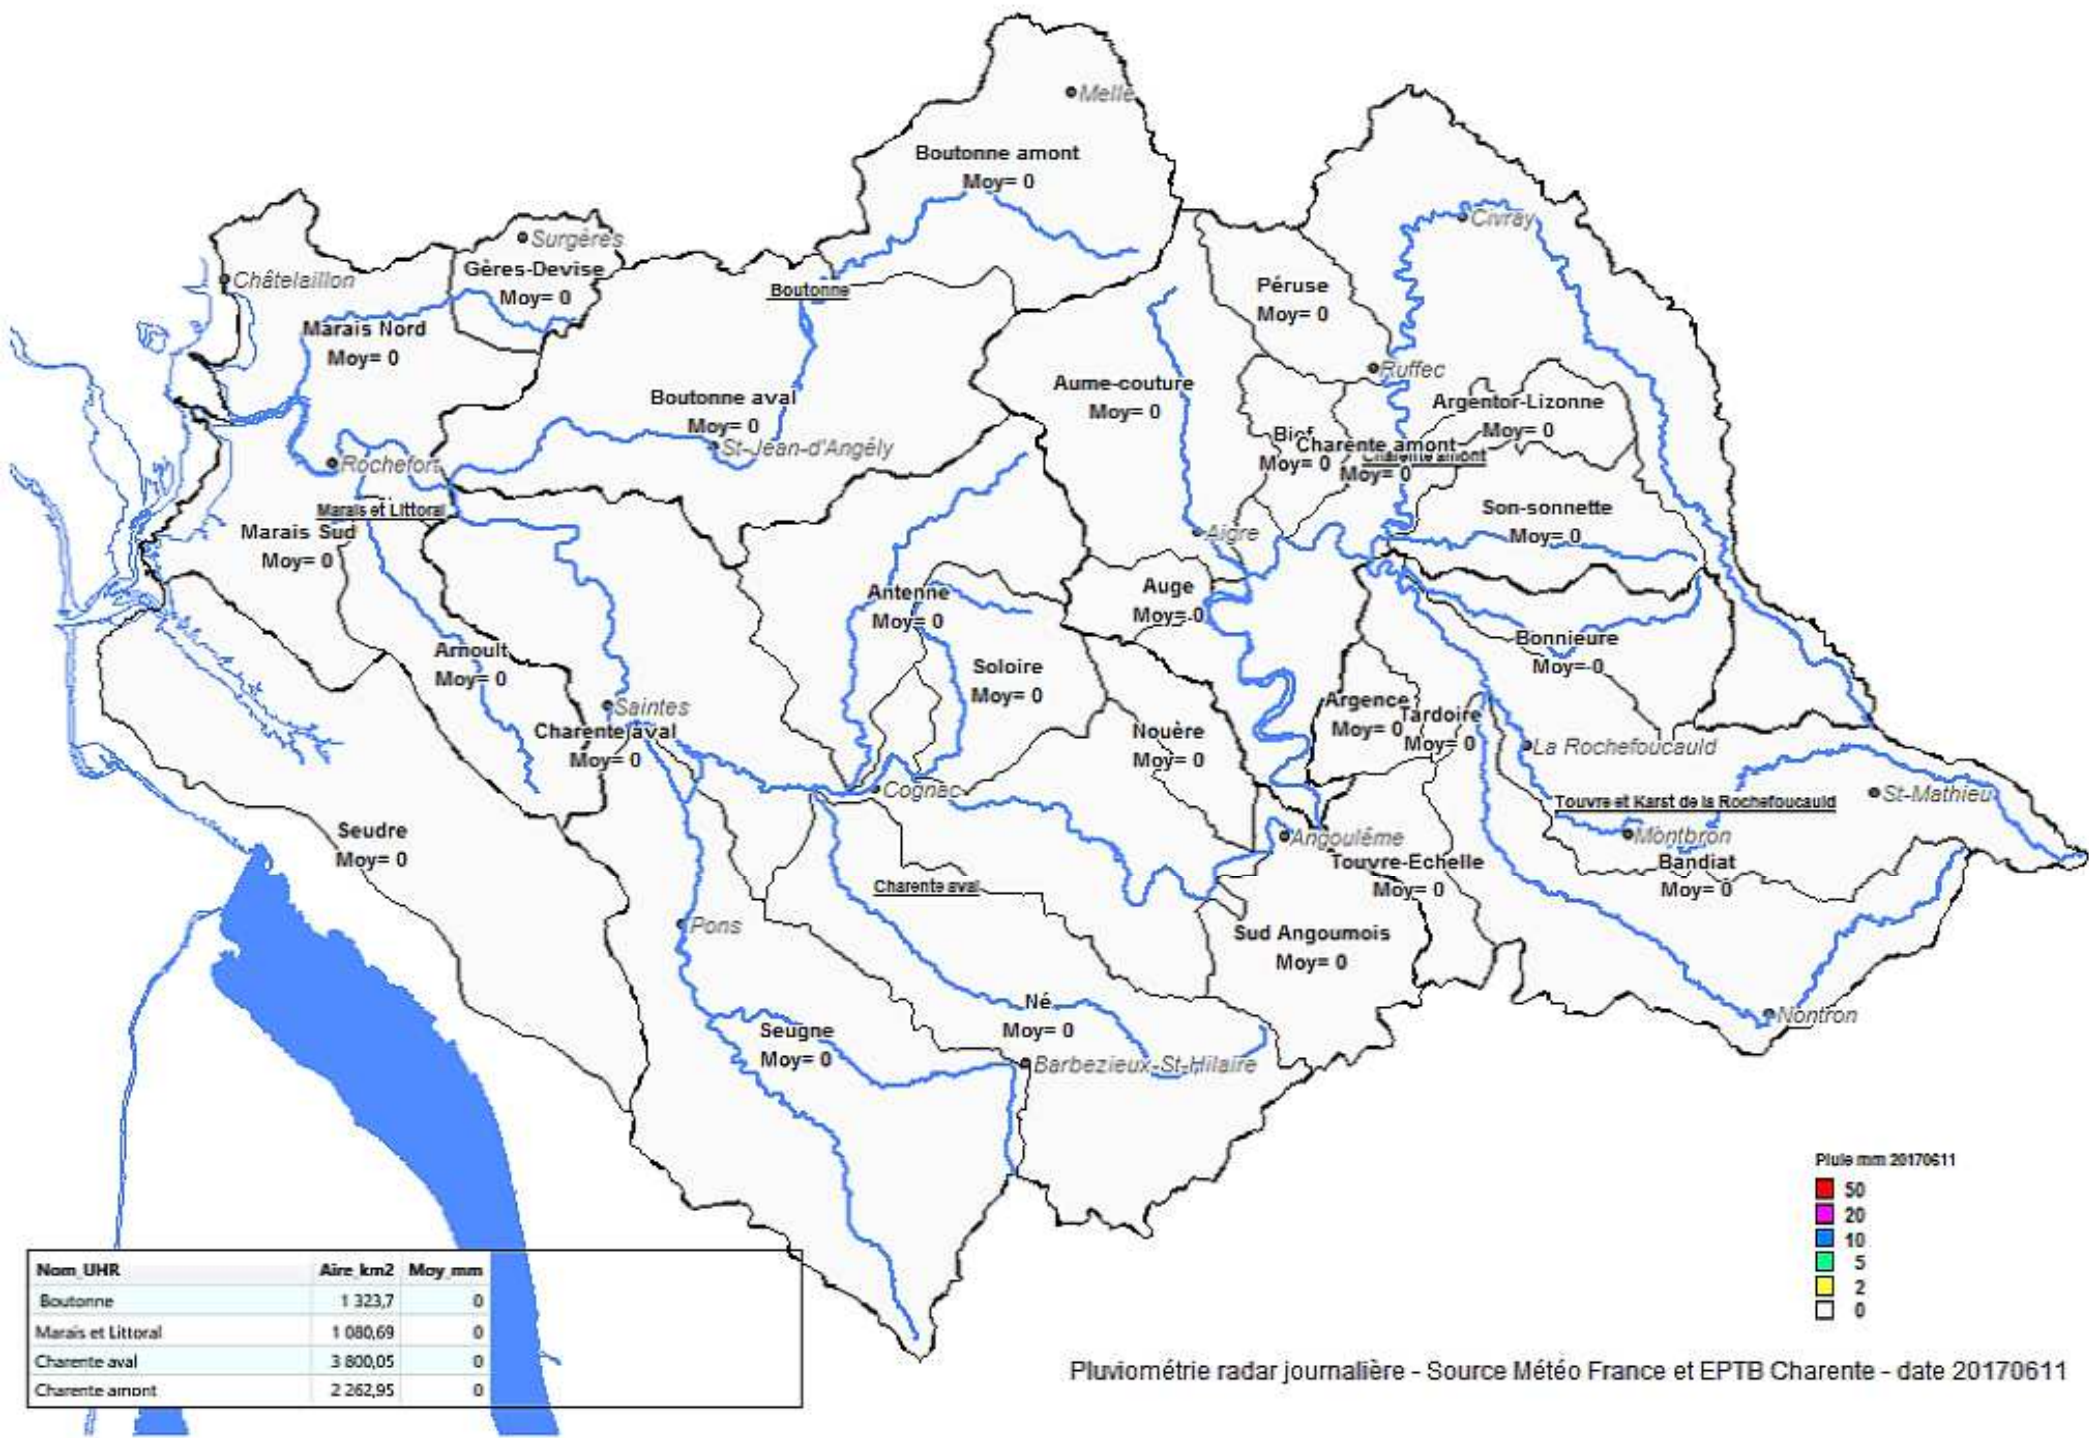 Melle
Boutonne amont
Moy= 0
Civray
Surgères
Gères-Devise
Moy= 0
Châtelaillon
Boutonne
Péruse
Moy= 0
Marais Nord
Moy= 0
Ruffec
Aume-couture
Moy= 0
Boutonne aval
Moy= 0
Argentor-Lizonne
Moy= 0
St-Jean-d'Angély
Bief
Moy= 0
Charente amont
Charente amont
Moy= 0
Rochefort
Marais et Littoral
Marais Sud
Moy= 0
Son-sonnette
Moy= 0
Aigre
Antenne
Moy= 0
Auge
Moy= 0
Bonnieure
Moy= 0
Arnoult
Moy= 0
Soloire
Moy= 0
Saintes
Charente aval
Moy= 0
Nouère
Moy= 0
Argence
Moy= 0
Tardoire
Moy= 0
La Rochefoucauld
Cognac
St-Mathieu
Touvre et Karst de la Rochefoucauld
Seudre
Moy= 0
Angoulême
Montbron
Touvre-Echelle
Moy= 0
Bandiat
Moy= 0
Charente aval
Pons
Sud Angoumois
Moy= 0
Né
Moy= 0
Nontron
Seugne
Moy= 0
Barbezieux-St-Hilaire
Pluie mm 20170611
50
20
10
5
2
0
Nom_UHR Aire_km2 Moy_mm
Boutonne 1 323,7 0
Marais et Littoral 1 080,69 0
Charente aval 3 800,05 0
Charente amont 2 262,95 0
Pluviométrie radar journalière - Source Météo France et EPTB Charente - date 20170611